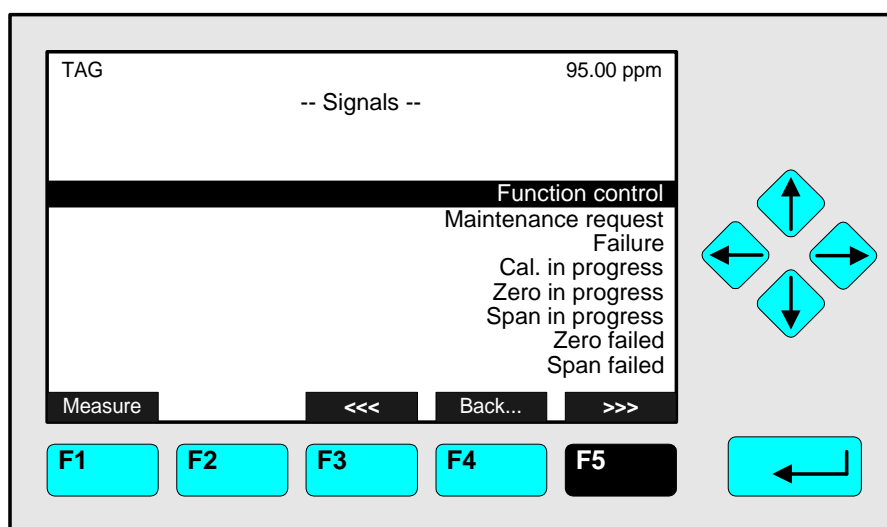 TAG 95.00 ppm
-- Signals --
Function control
Maintenance request
Failure
Cal. in progress
Zero in progress
Span in progress
Zero failed
Span failed
Measure <<< Back... >>>
F1 F2 F3 F4 F5